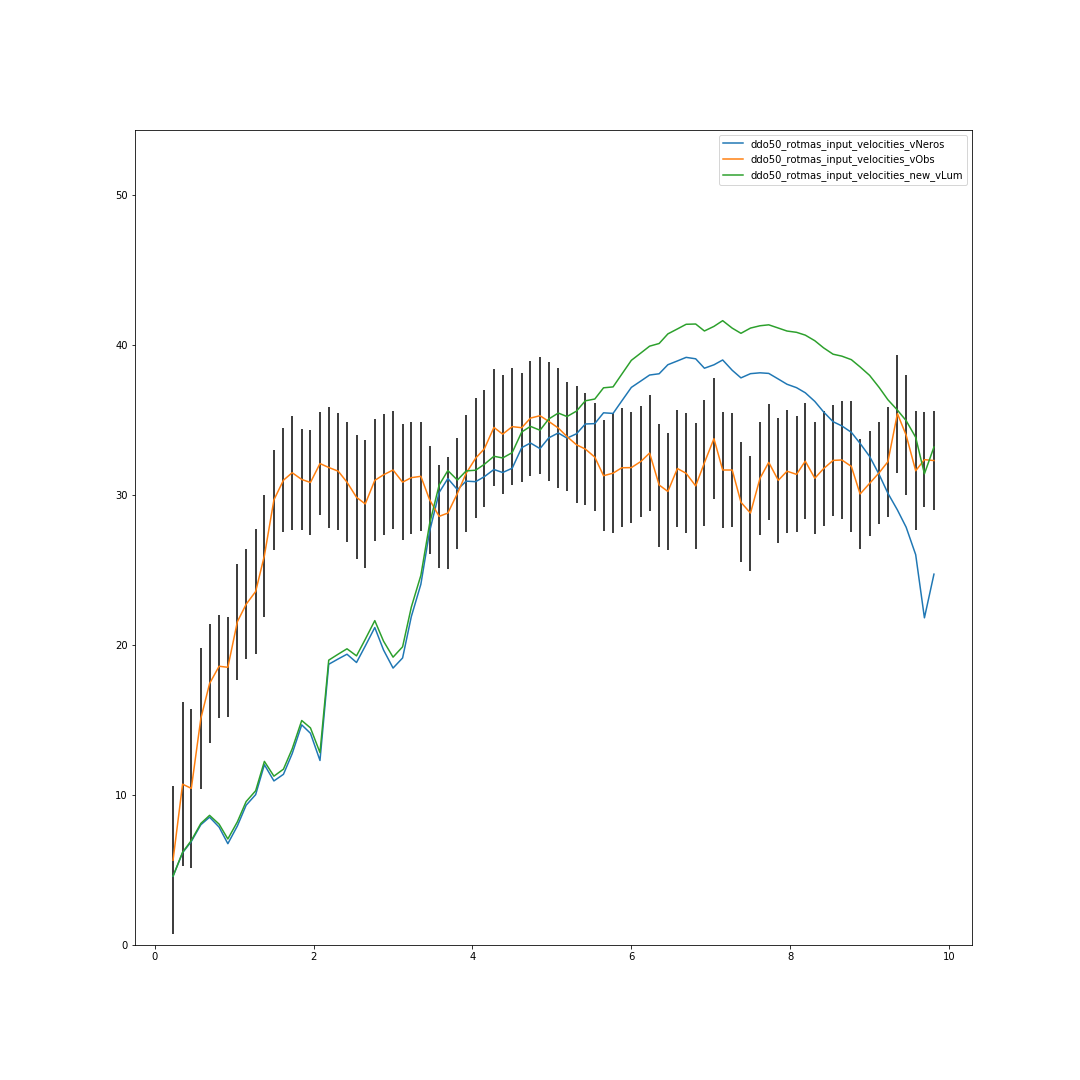 ddo50_rotmas_input_velocities_vNeros
ddo50_rotmas_input_velocities_vObs
ddo50_rotmas_input_velocities_new_vLum
50
40
30
20
10
0
0 2 4 6 8 10